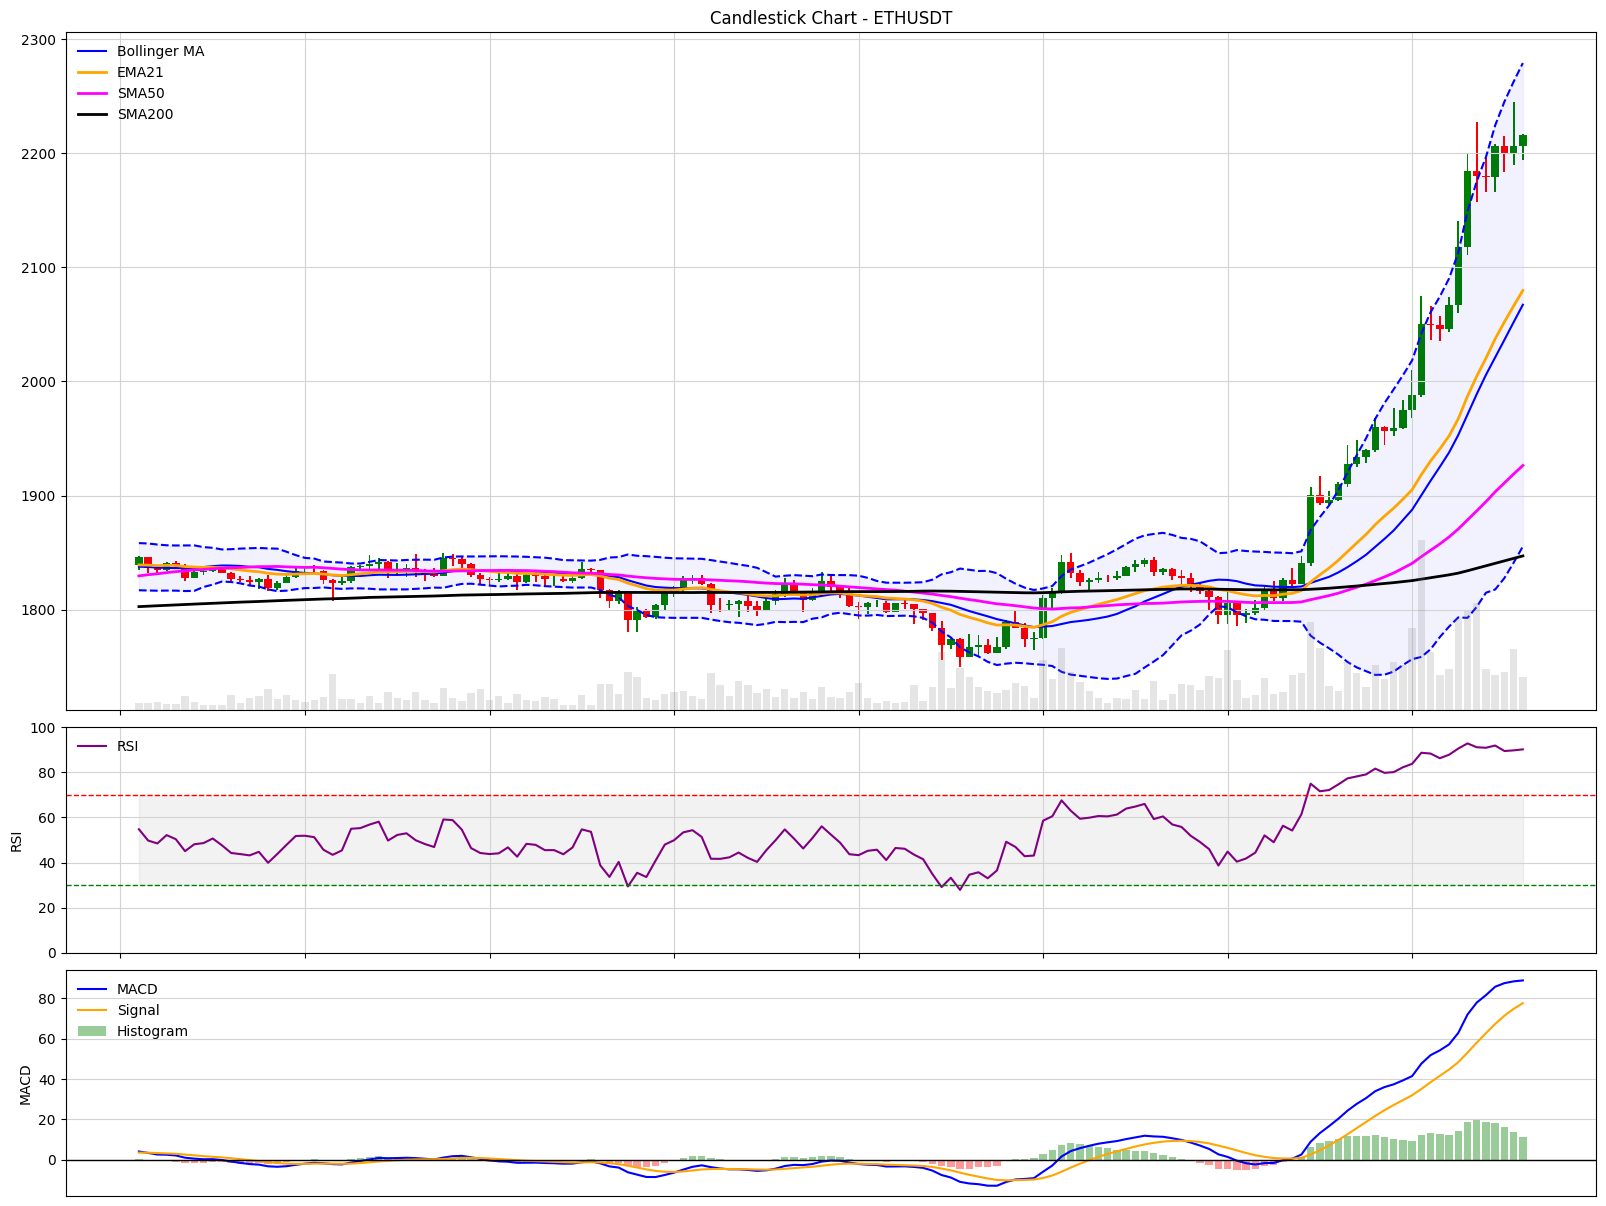 Candlestick Chart - ETHUSDT
2300
2200
2100
2000
1900
1800
Bollinger MA
EMA21
SMA50
SMA200
100
80
60
40
20
0
RSI
RSI
80
60
40
20
0
MACD
MACD
Signal
Histogram